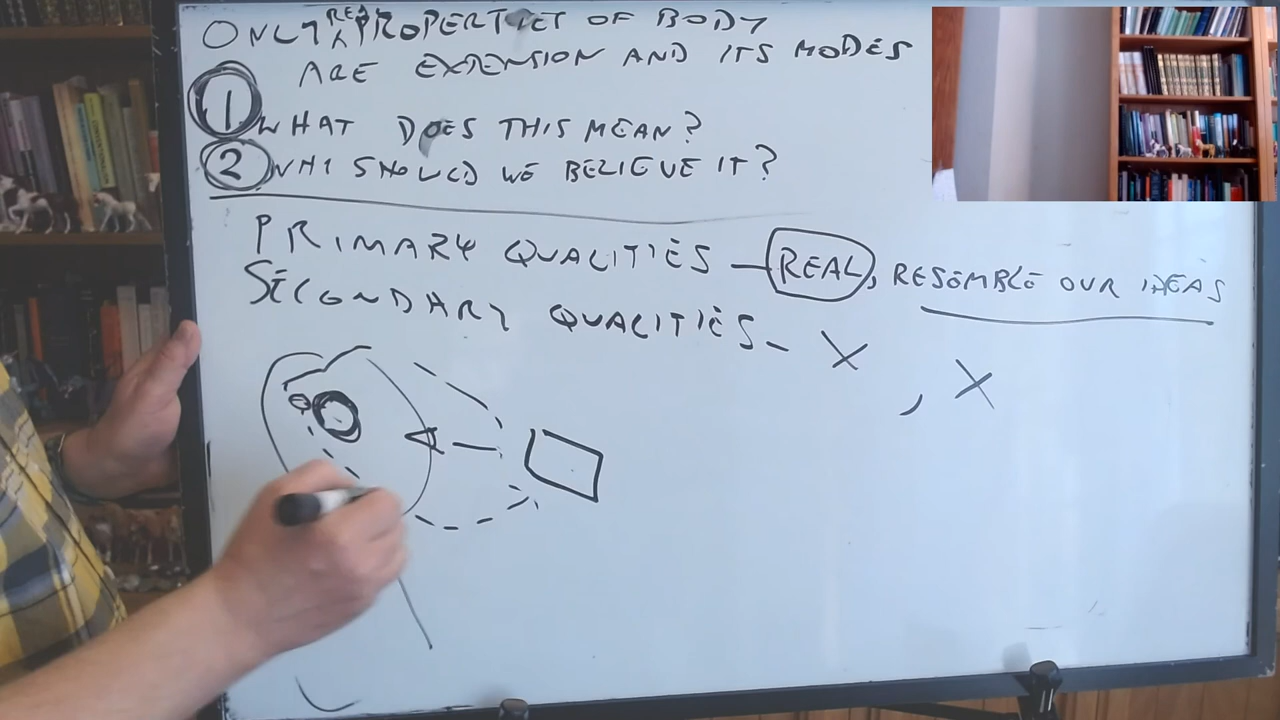 ONLY REAL PROPERTIES OF BODY
ARE EXTENSION AND ITS MODES
1 WHAT DOES THIS MEAN?
2 WHY SHOULD WE BELIEVE IT?
PRIMARY QUALITIES - REAL, RESEMBLE OUR IDEAS
SECONDARY QUALITIES - X, X